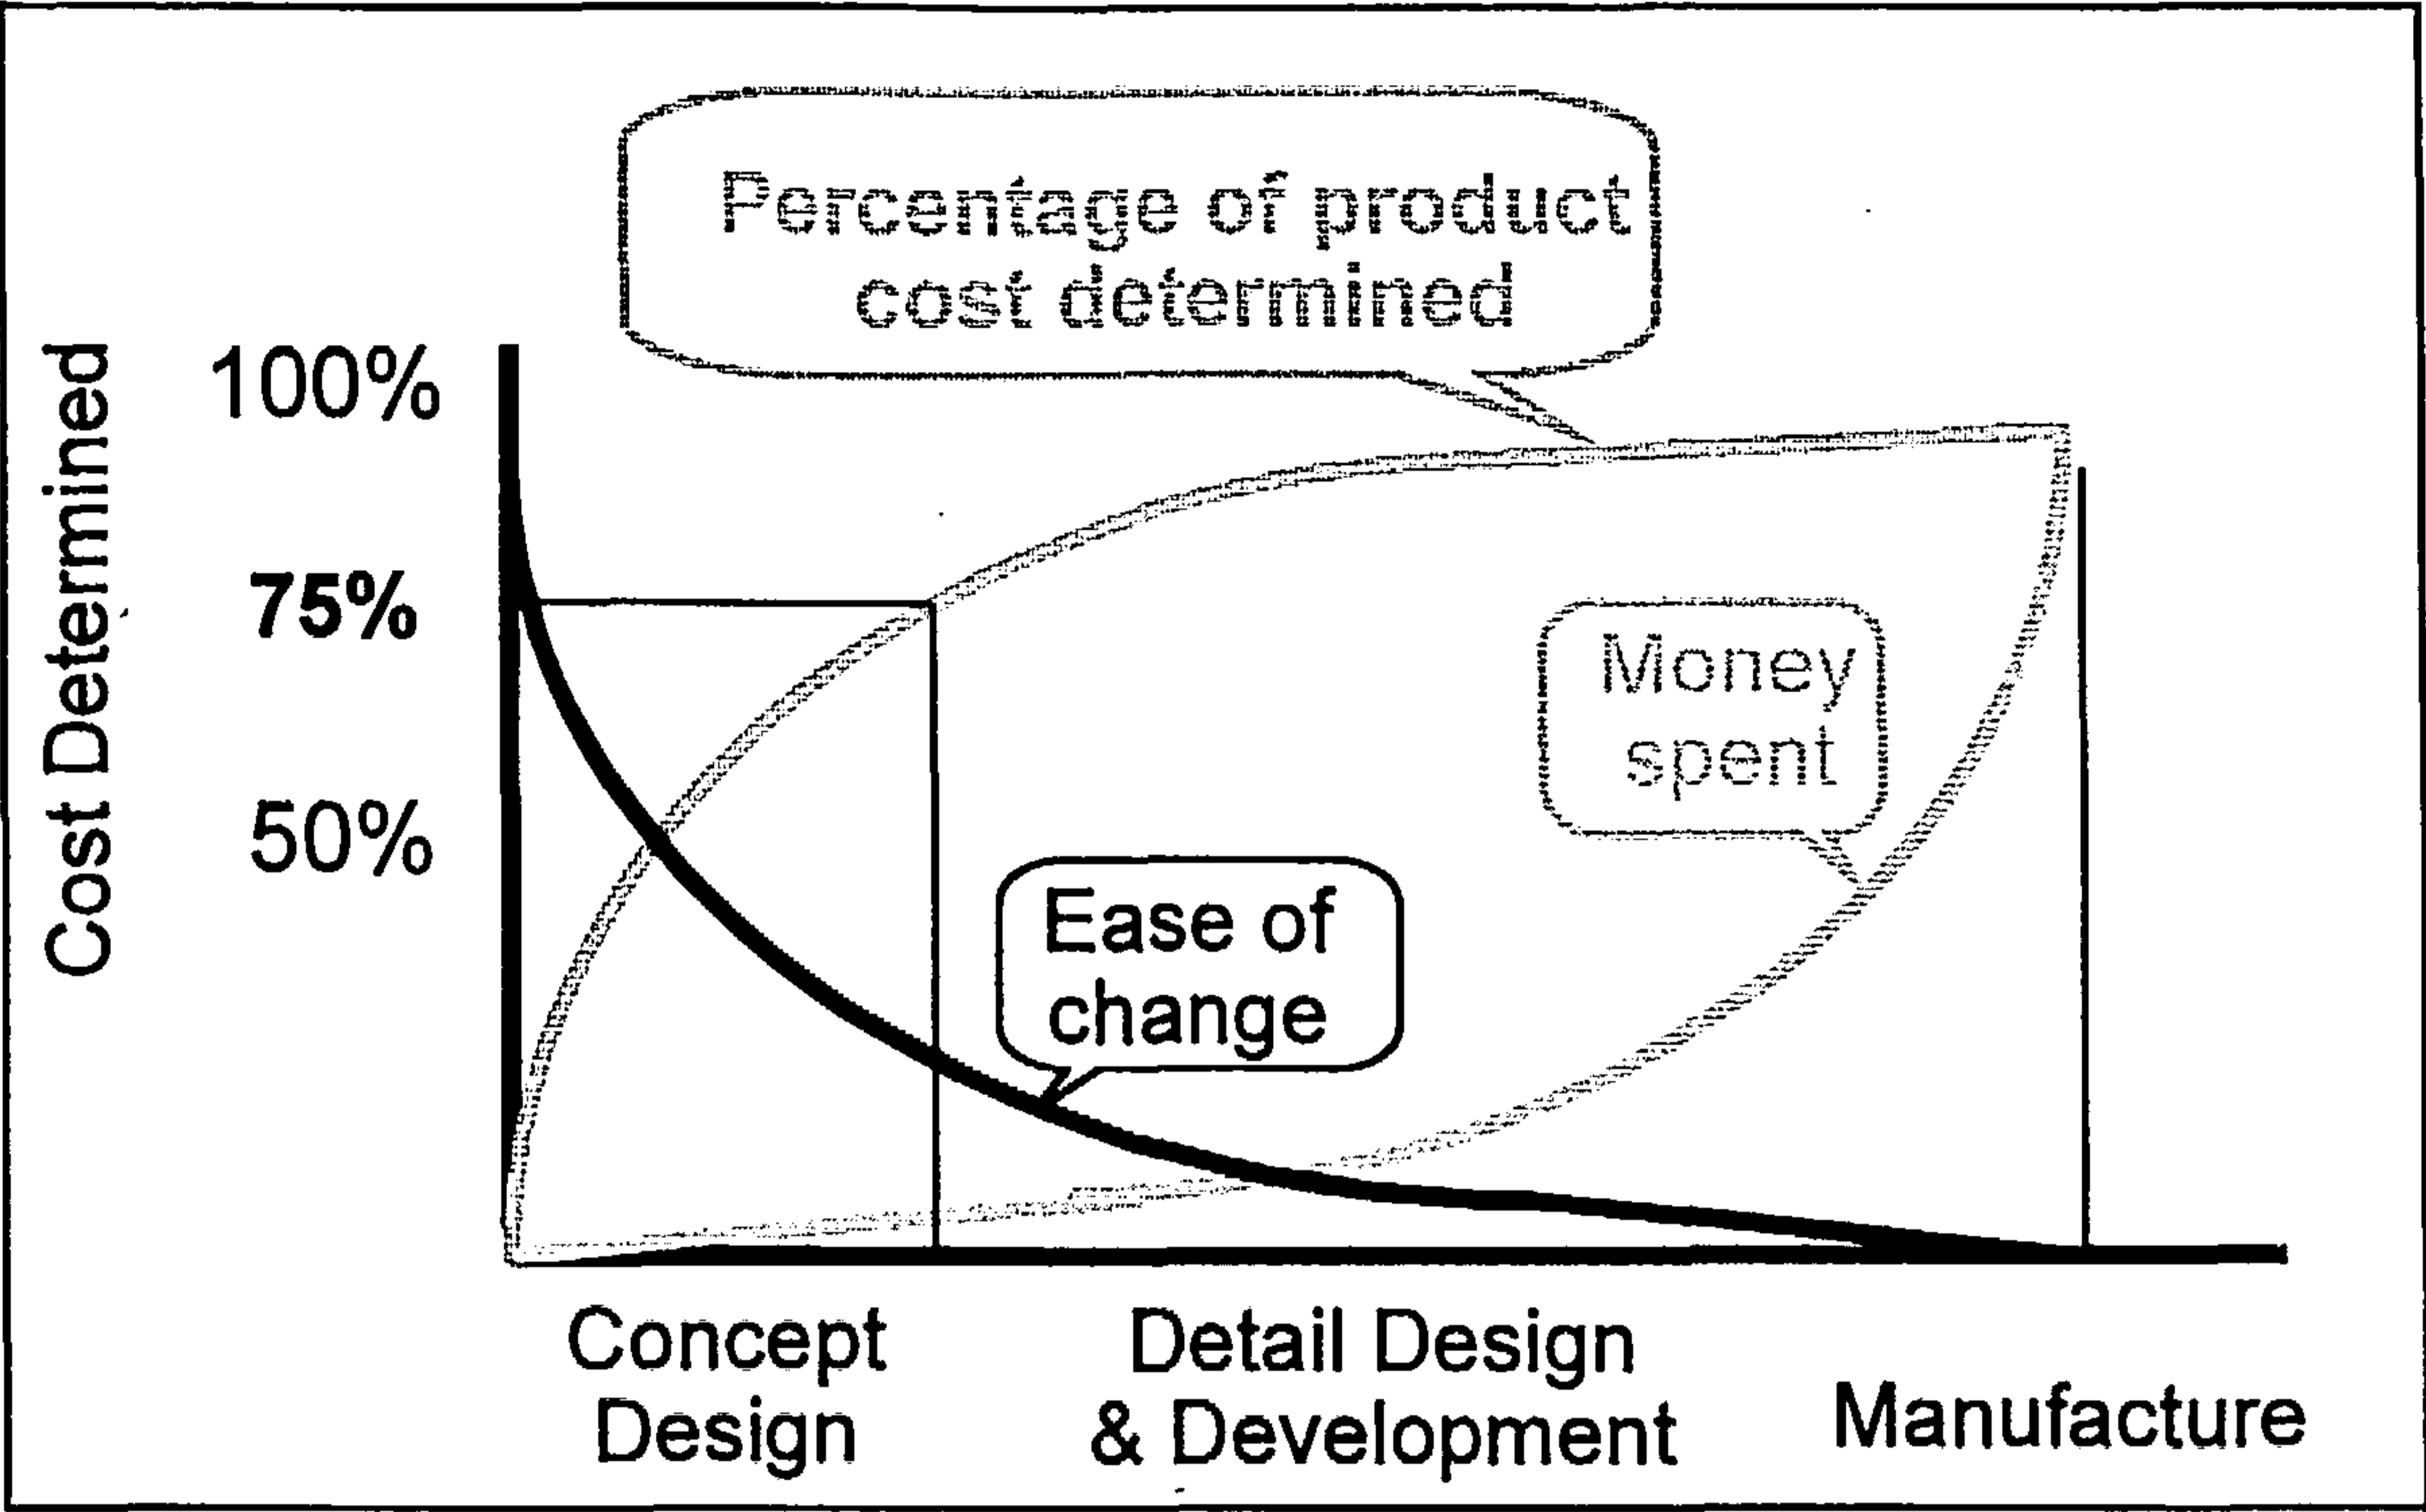 Percentage of product
cost determined
Cost Determined
100%
75%
50%
Money
spent
Ease of
change
Concept
Design
Detail Design
& Development
Manufacture